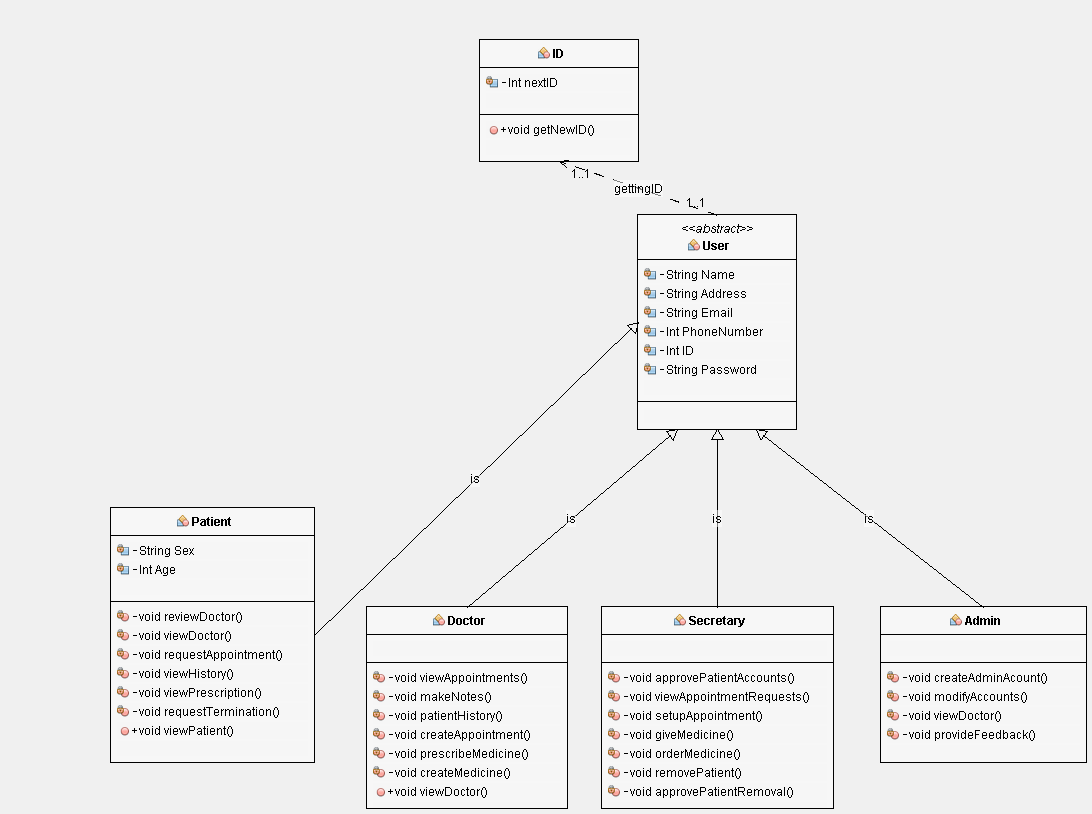 ID
-Int nextID
+void getNewID()
1..1
gettingID
1..1
<<abstract>>
User
-String Name
-String Address
-String Email
-Int PhoneNumber
-Int ID
-String Password
is
is
is
is
Patient
-String Sex
-Int Age
-void reviewDoctor()
-void viewDoctor()
-void requestAppointment()
-void viewHistory()
-void viewPrescription()
-void requestTermination()
+void viewPatient()
Doctor
-void viewAppointments()
-void makeNotes()
-void patientHistory()
-void createAppointment()
-void prescribeMedicine()
-void createMedicine()
+void viewDoctor()
Secretary
-void approvePatientAccounts()
-void viewAppointmentRequests()
-void setupAppointment()
-void giveMedicine()
-void orderMedicine()
-void removePatient()
-void approvePatientRemoval()
Admin
-void createAdminAcount()
-void modifyAccounts()
-void viewDoctor()
-void provideFeedback()